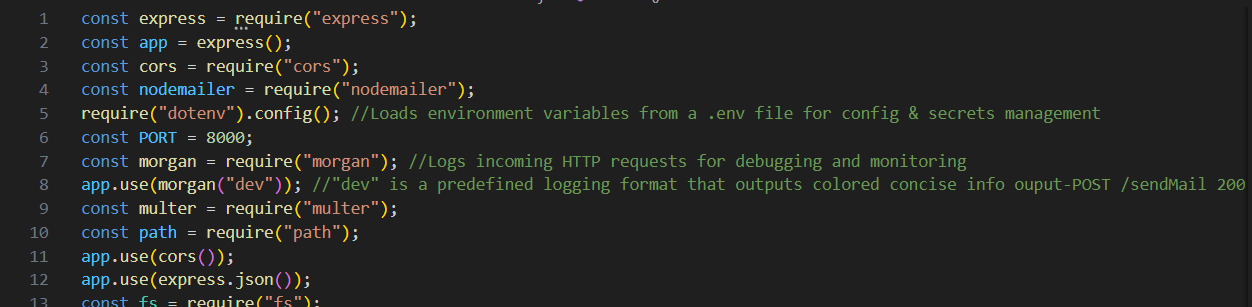 1 const express = require("express");
2 const app = express();
3 const cors = require("cors");
4 const nodemailer = require("nodemailer");
5 require("dotenv").config(); //Loads environment variables from a .env file for config & secrets management
6 const PORT = 8000;
7 const morgan = require("morgan"); //Logs incoming HTTP requests for debugging and monitoring
8 app.use(morgan("dev")); //"dev" is a predefined logging format that outputs colored concise info ouput-POST /sendMail 200
9 const multer = require("multer");
10 const path = require("path");
11 app.use(cors());
12 app.use(express.json());
13 const fs = require("fs");